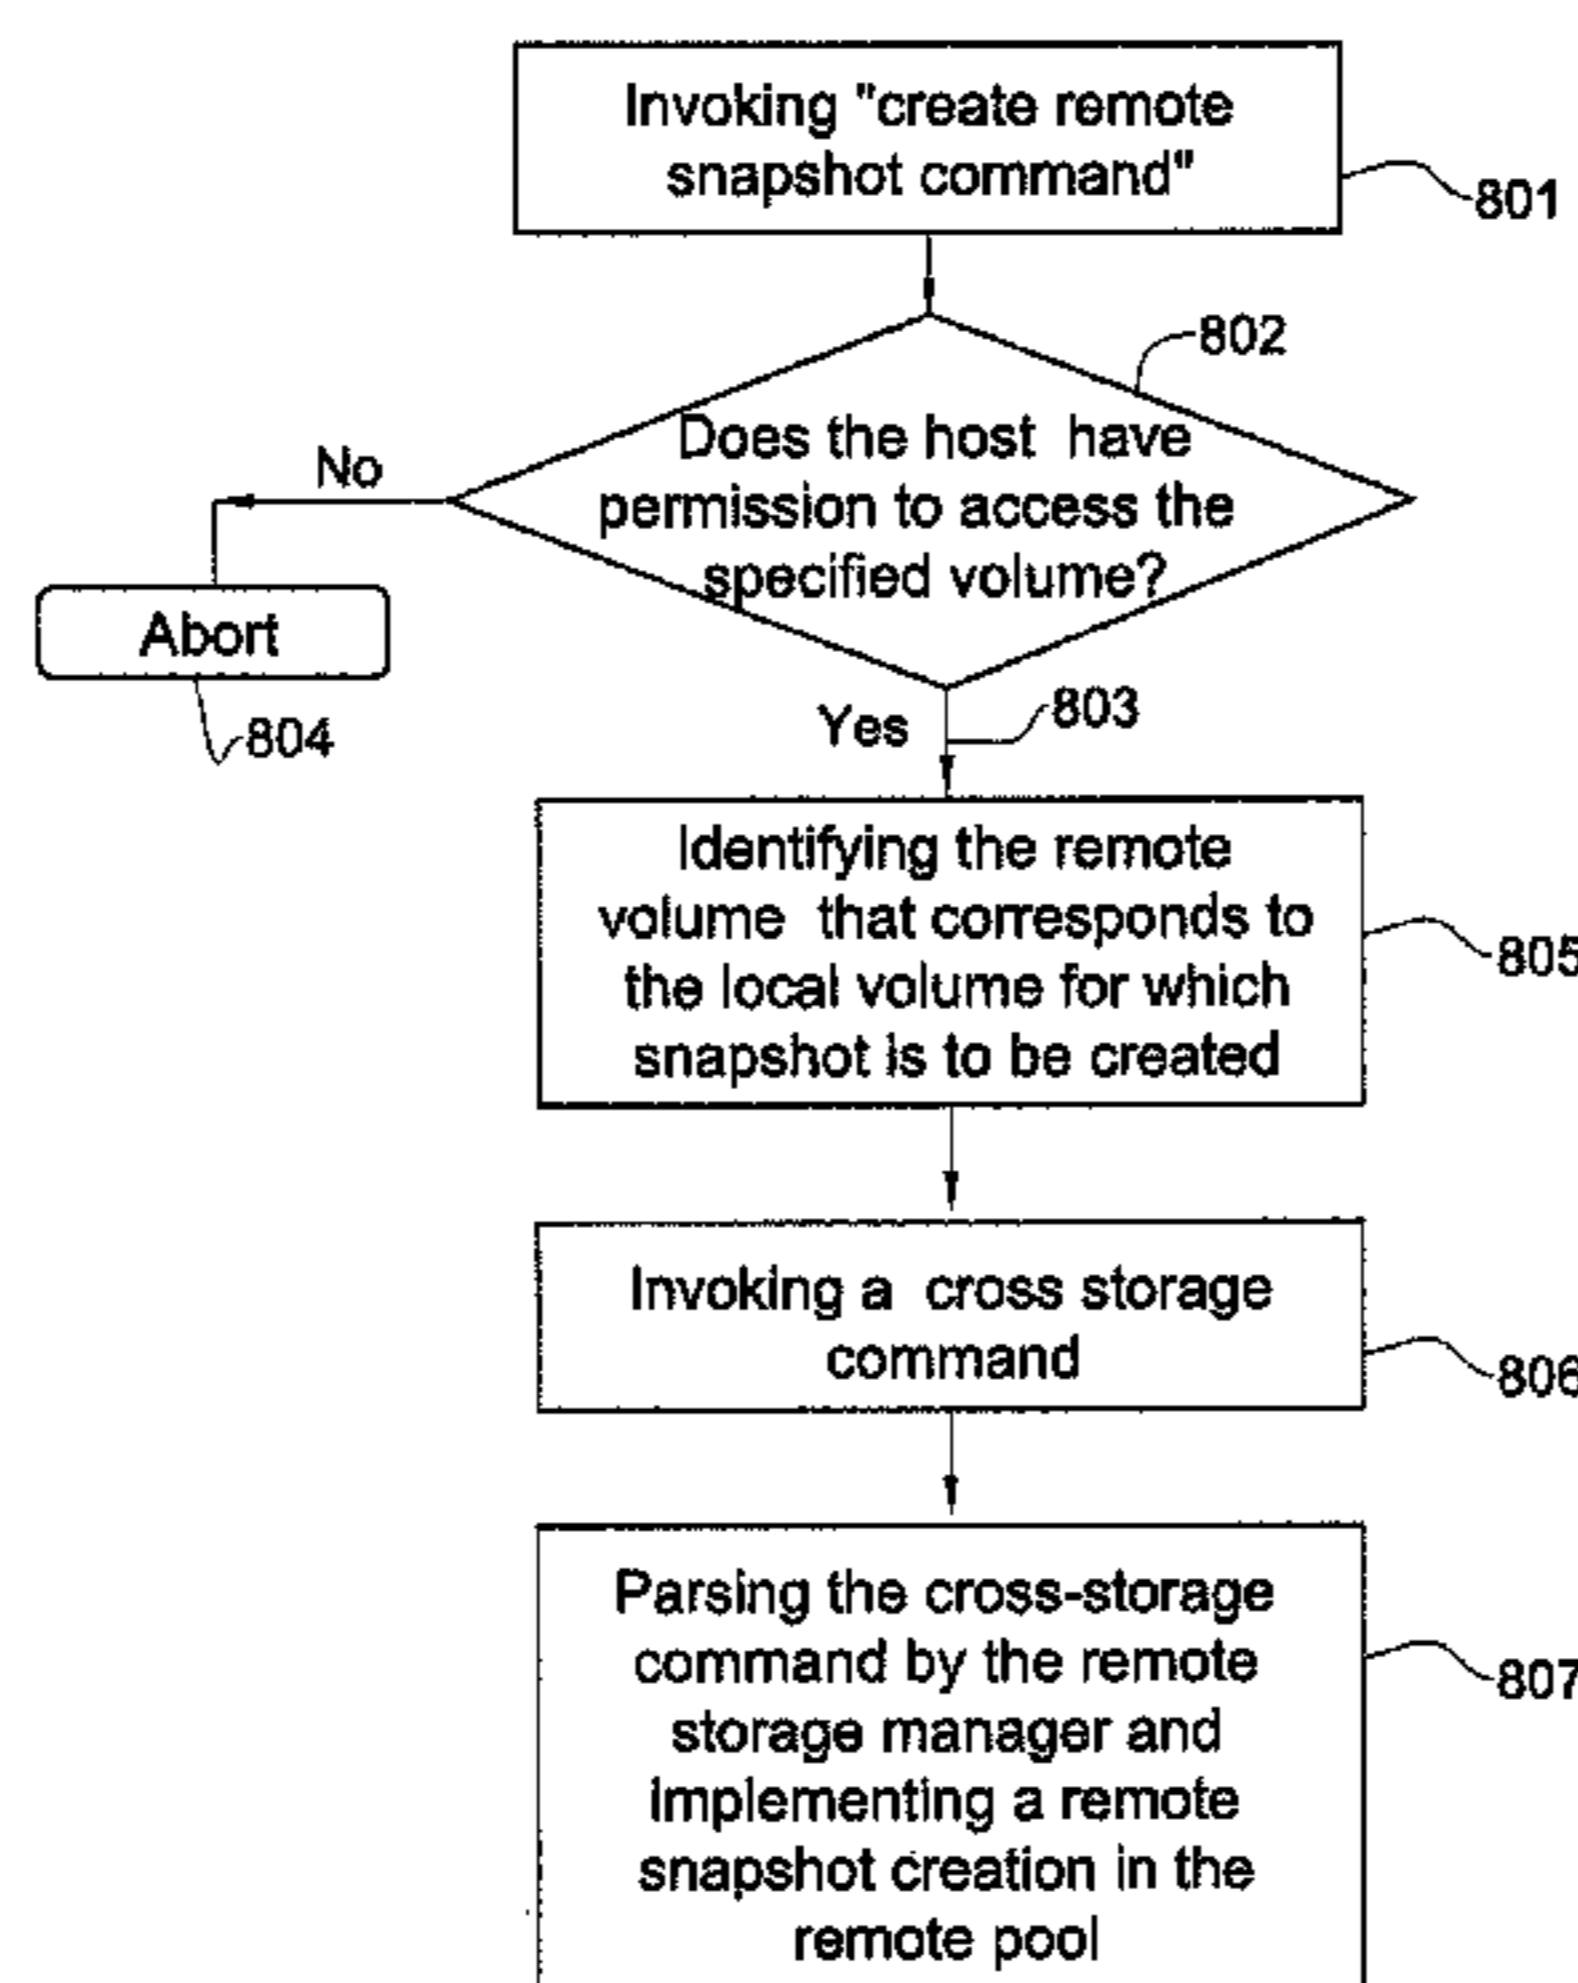 Invoking "create remote
snapshot command"
801
802
Does the host have
permission to access the
specified volume?
No
Abort
804
Yes
803
Identifying the remote
volume that corresponds to
the local volume for which
snapshot is to be created
805
Invoking a cross storage
command
806
Parsing the cross-storage
command by the remote
storage manager and
implementing a remote
snapshot creation in the
remote pool
807